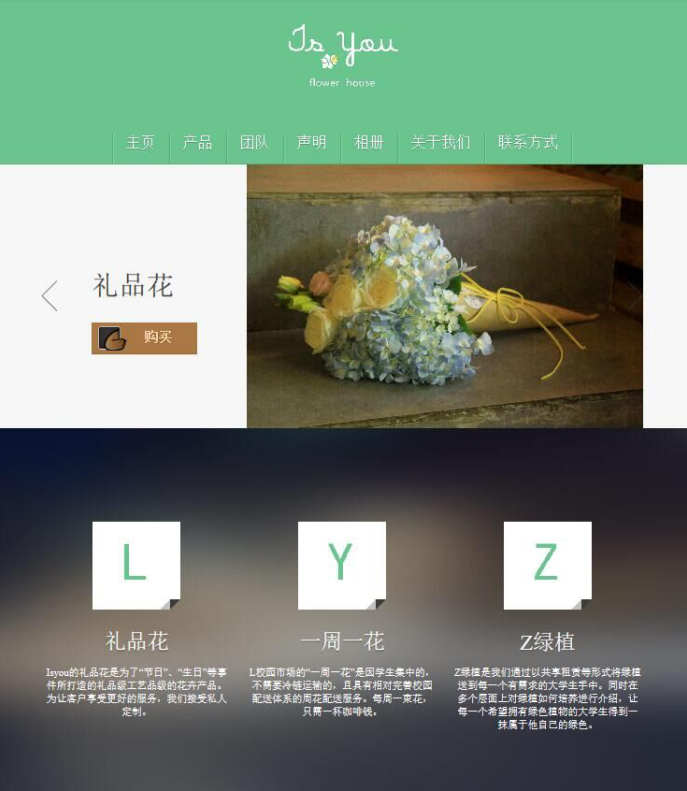 Is You
flower house
主页 产品 团队 声明 相册 关于我们 联系方式
礼品花
购买
L Y Z
礼品花
Isyou的礼品花是为了“节日”、“生日”等事
件所打造的礼品级工艺品级的花卉产品。
为让客户享受更好的服务，我们接受私人
定制。
一周一花
L校园市场的“一周一花”是因学生集中的，
不需要冷链运输的，且具有相对完善校园
配送体系的周花配送服务。每周一束花，
只需一杯咖啡钱。
Z绿植
Z绿植是我们通过以共享租赁等形式将绿植
送到每一个有需求的大学生手中。同时在
多个层面上对绿植如何培养进行介绍，让
每一个希望拥有绿色植物的大学生得到一
抹属于他自己的绿色。